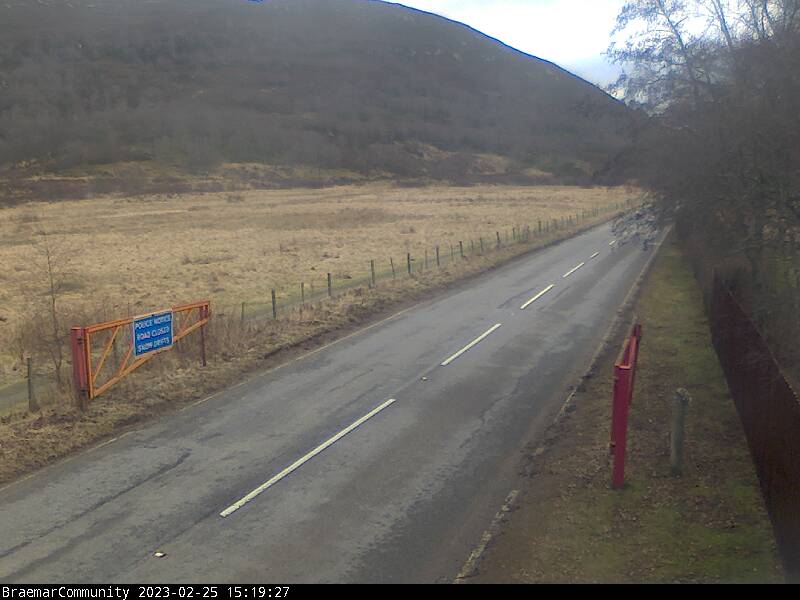 POLICE NOTICE
ROAD CLOSED
SNOW DRIFTS
BraemarCommunity 2023-02-25 15:19:27